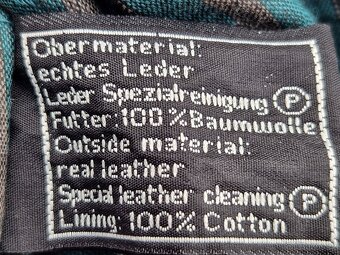 Obermaterial:
echtes Leder
Leder Spezialreinigung Ⓟ
Futter: 100% Baumwolle
Outside material:
real leather
Special leather cleaning Ⓟ
Lining: 100% Cotton